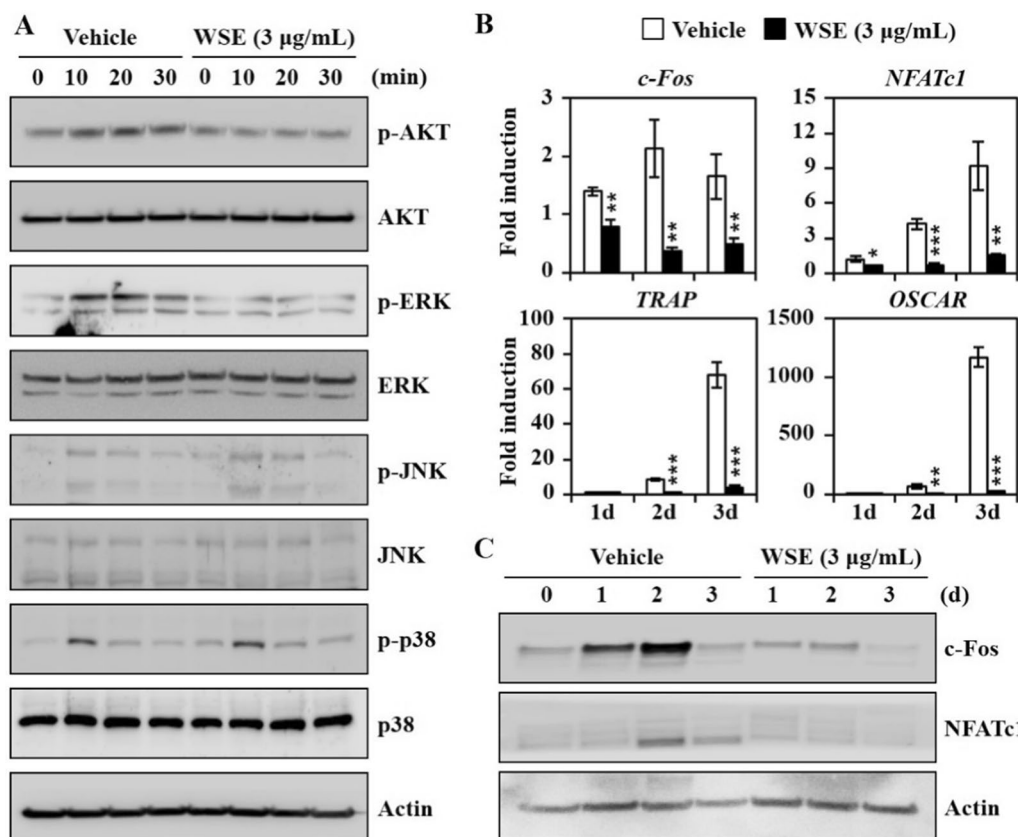 A
Vehicle WSE (3 µg/mL)
0 10 20 30 0 10 20 30 (min)
p-AKT
AKT
p-ERK
ERK
p-JNK
JNK
p-p38
p38
Actin
B
Vehicle WSE (3 µg/mL)
c-Fos NFATc1
Fold induction
3
2
1
0
** ** **
15
12
9
6
3
0
* *** **
TRAP OSCAR
Fold induction
100
80
60
40
20
0
*** ***
1d 2d 3d
1500
1000
500
0
** ***
1d 2d 3d
C
Vehicle WSE (3 µg/mL)
0 1 2 3 1 2 3 (d)
c-Fos
NFATc1
Actin